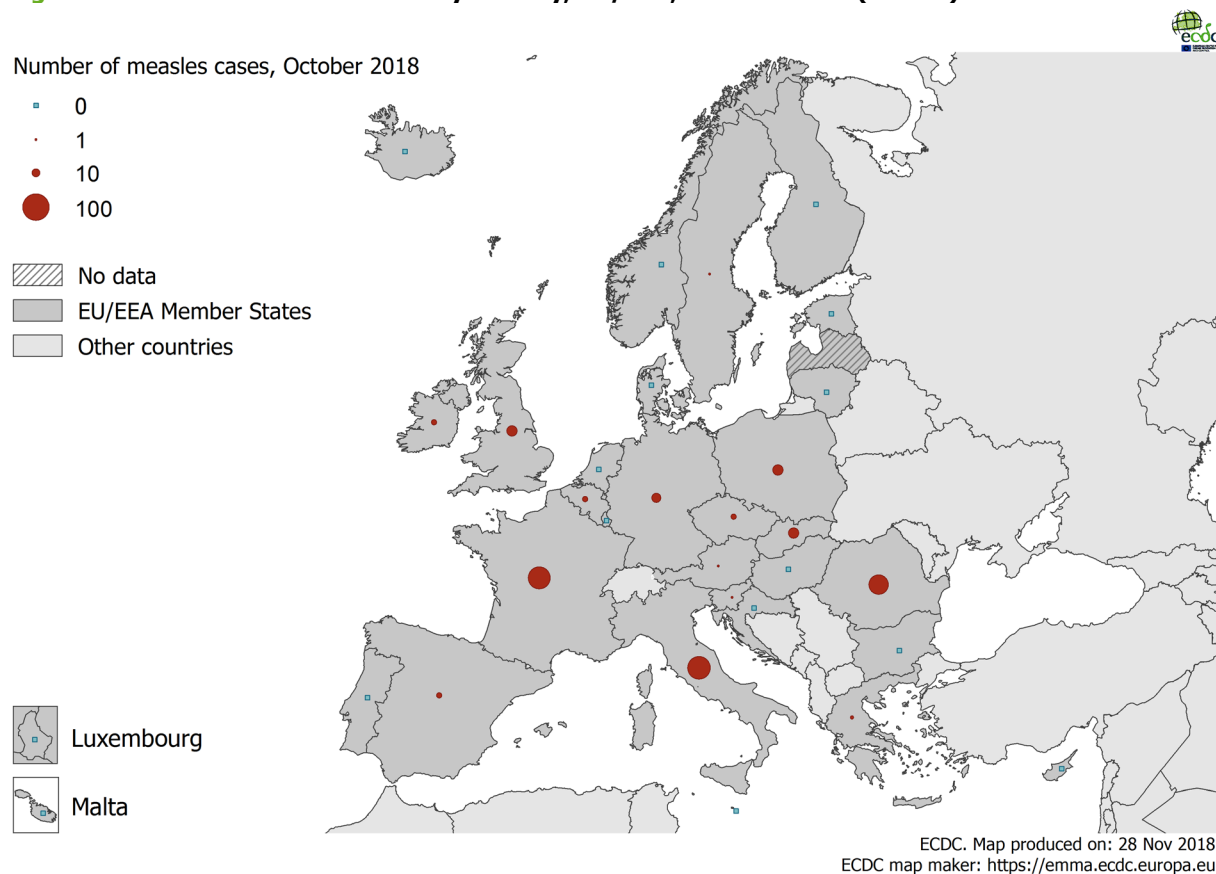 Number of measles cases, October 2018
0
1
10
100
No data
EU/EEA Member States
Other countries
Luxembourg
Malta
ECDC. Map produced on: 28 Nov 2018
ECDC map maker: https://emma.ecdc.europa.eu